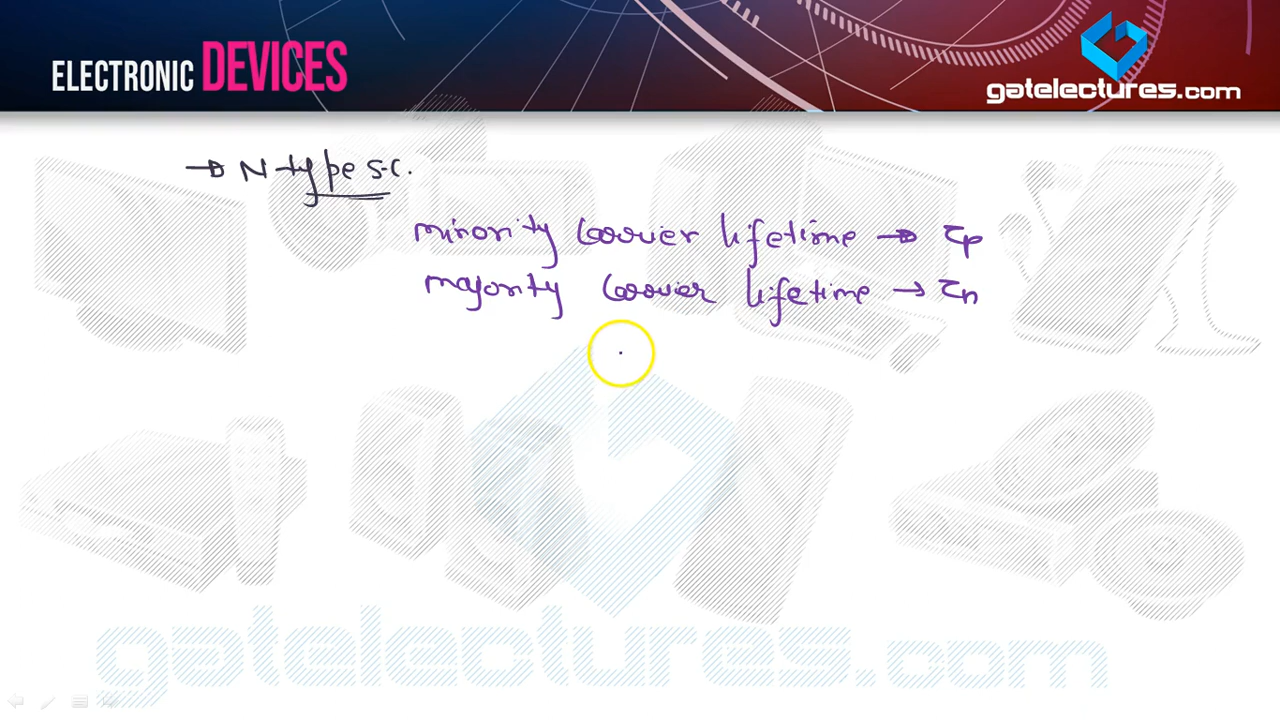 ELECTRONIC DEVICES
gatelectures.com
→ N-type s.c.
minority carrier lifetime → τp
majority carrier lifetime → τn
gatelectures.com